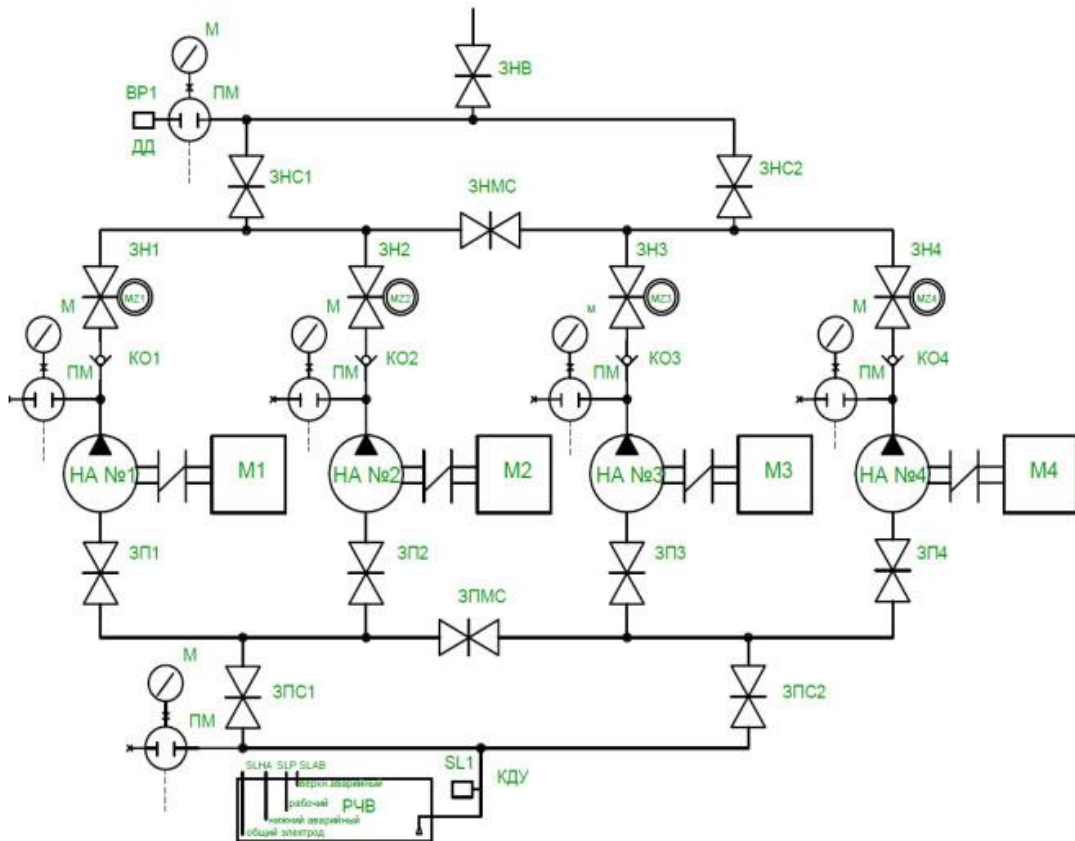 М
ЗНВ
ВР1
ПМ
ДД
ЗНС1
ЗНМС
ЗНС2
ЗН1
ЗН2
ЗН3
ЗН4
MZ1
MZ2
MZ3
MZ4
М
М
м
М
КО1
КО2
КО3
КО4
ПМ
ПМ
ПМ
ПМ
НА №1
М1
НА №2
М2
НА №3
М3
НА №4
М4
ЗП1
ЗП2
ЗП3
ЗП4
ЗПМС
М
ЗПС1
ЗПС2
ПМ
SL1
КДУ
SLHA SLP SLAB
верхн аварийный
рабочий
РЧВ
нижний аварийный
общий электрод